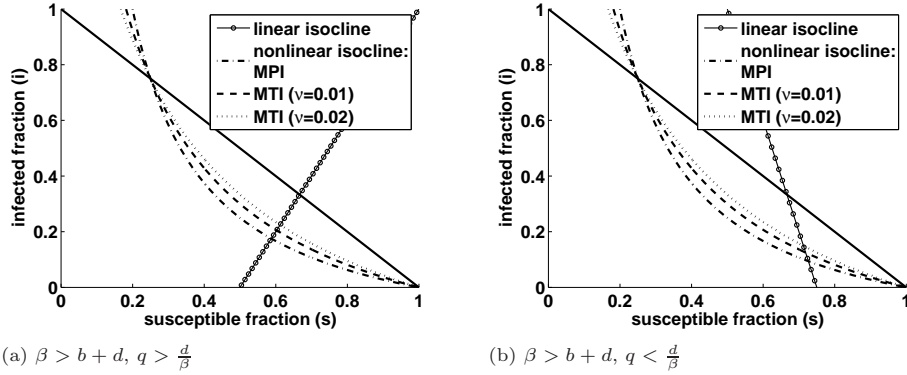 1
0.8
0.6
0.4
0.2
0
0 0.2 0.4 0.6 0.8 1
infected fraction (i)
susceptible fraction (s)
linear isocline
nonlinear isocline:
MPI
MTI (ν=0.01)
MTI (ν=0.02)
(a) β > b + d, q > d/β
1
0.8
0.6
0.4
0.2
0
0 0.2 0.4 0.6 0.8 1
infected fraction (i)
susceptible fraction (s)
linear isocline
nonlinear isocline:
MPI
MTI (ν=0.01)
MTI (ν=0.02)
(b) β > b + d, q < d/β